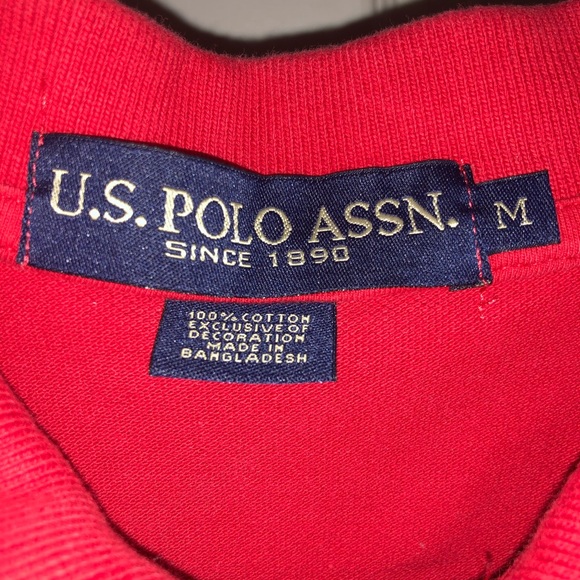 U.S. POLO ASSN.
SINCE 1890
M
100% COTTON
EXCLUSIVE OF
DECORATION
MADE IN
BANGLADESH